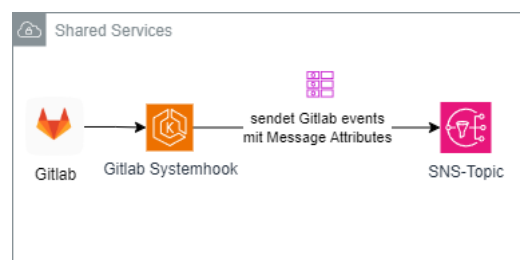 Shared Services
sendet Gitlab events
mit Message Attributes
Gitlab
Gitlab Systemhook
SNS-Topic